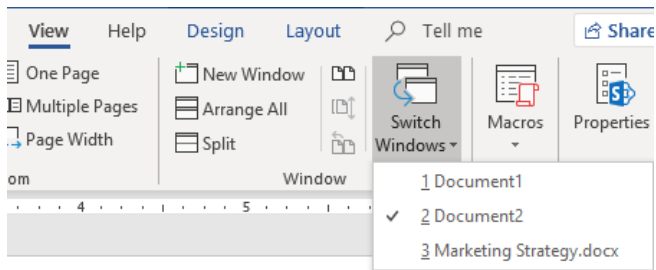 View Help Design Layout Tell me Share
One Page New Window
Multiple Pages Arrange All Switch Macros Properties
Page Width Split Windows
om Window
4 5
1 Document1
2 Document2
3 Marketing Strategy.docx